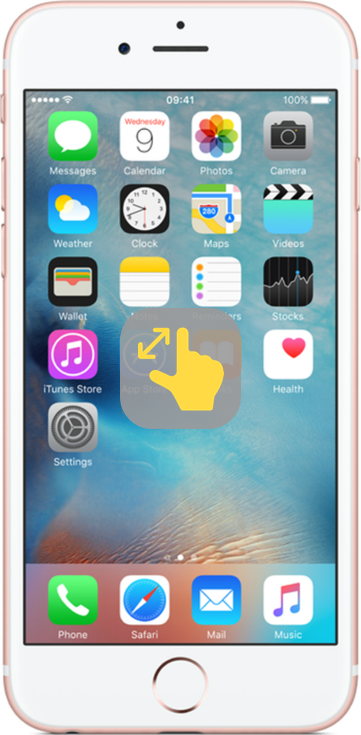 09:41
100%
Wednesday
9
Messages
Calendar
Photos
Camera
280
Weather
Clock
Maps
Videos
Wallet
Stocks
iTunes Store
Health
Settings
Phone
Safari
Mail
Music